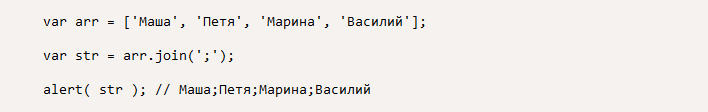 var arr = ['Маша', 'Петя', 'Марина', 'Василий'];
var str = arr.join(';');
alert( str ); // Маша;Петя;Марина;Василий